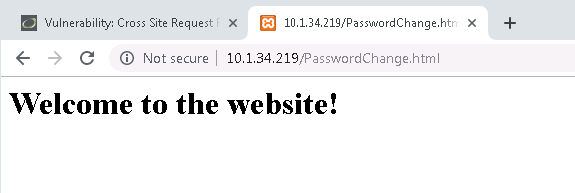 Vulnerability: Cross Site Request F
10.1.34.219/PasswordChange.htm
Not secure
10.1.34.219/PasswordChange.html
Welcome to the website!